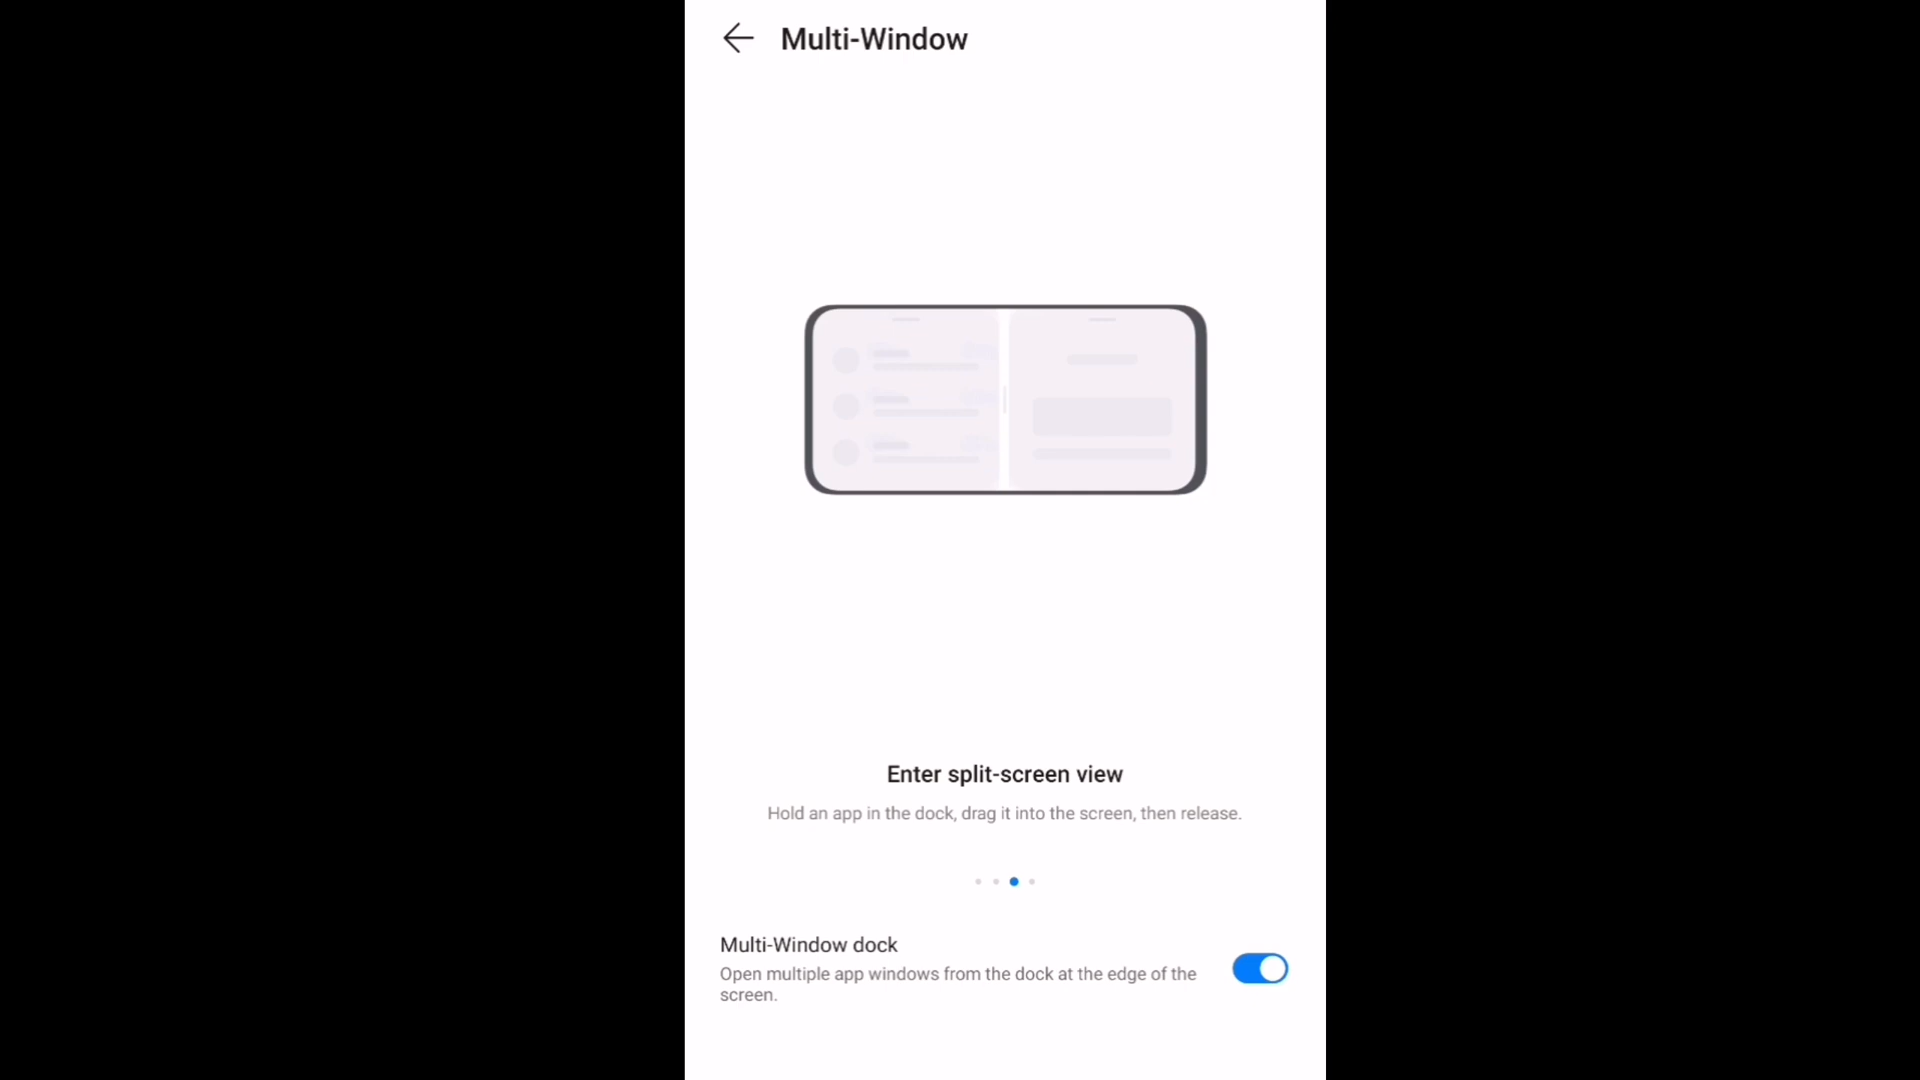 Multi-Window
Enter split-screen view
Hold an app in the dock, drag it into the screen, then release.
Multi-Window dock
Open multiple app windows from the dock at the edge of the
screen.